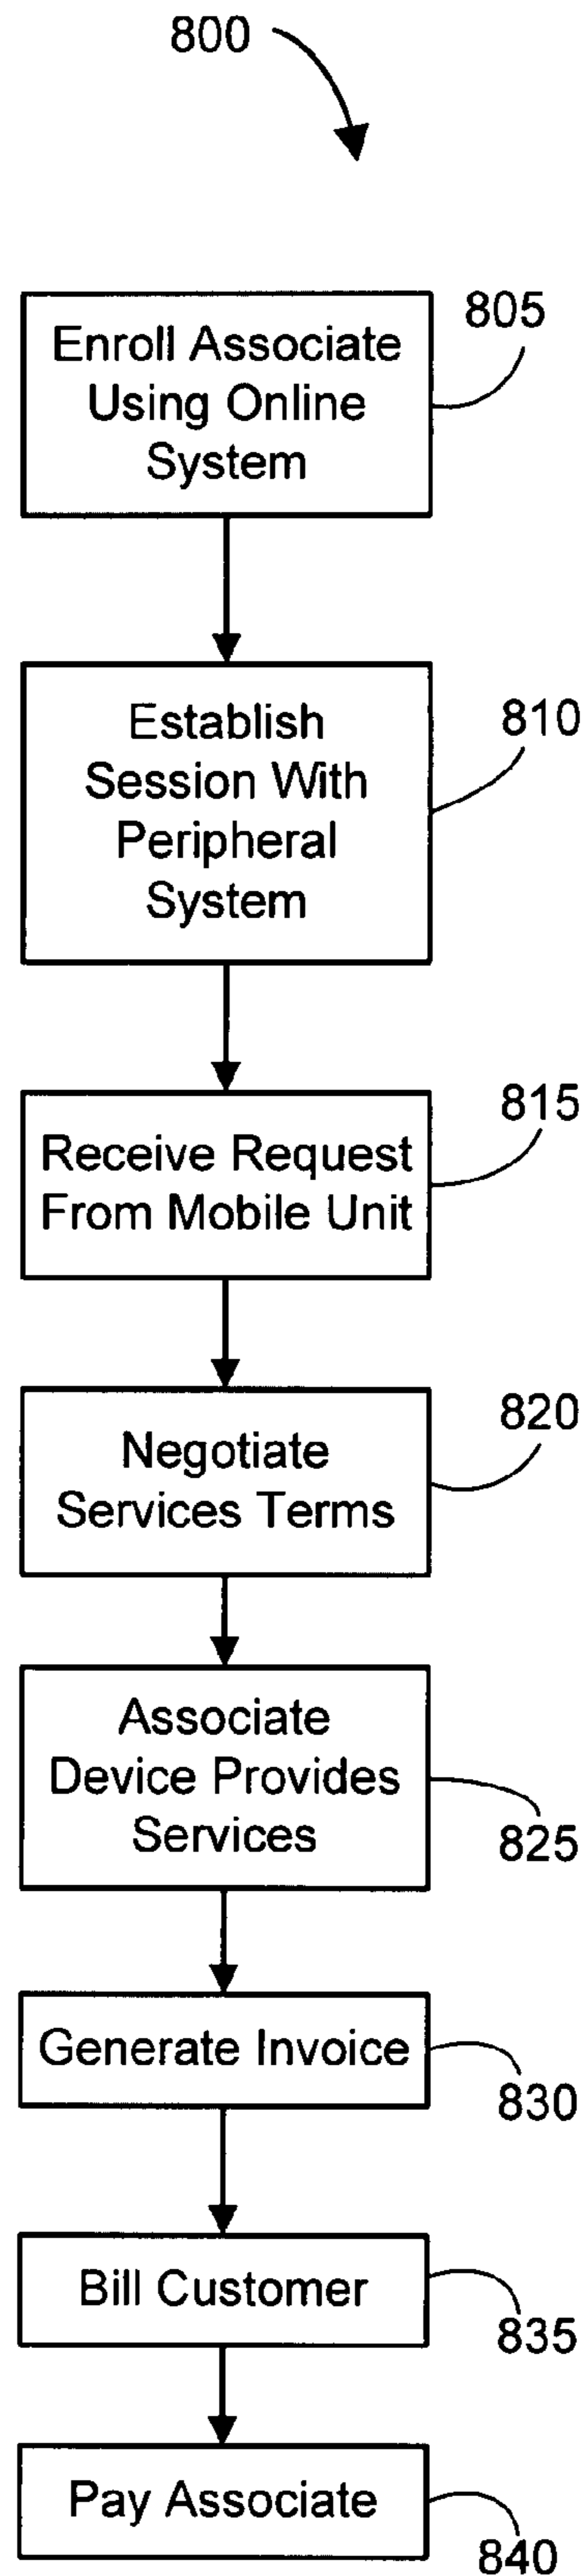 800
805
Enroll Associate
Using Online
System
810
Establish
Session With
Peripheral
System
815
Receive Request
From Mobile Unit
820
Negotiate
Services Terms
Associate
Device Provides
Services
825
Generate Invoice
830
Bill Customer
835
Pay Associate
840